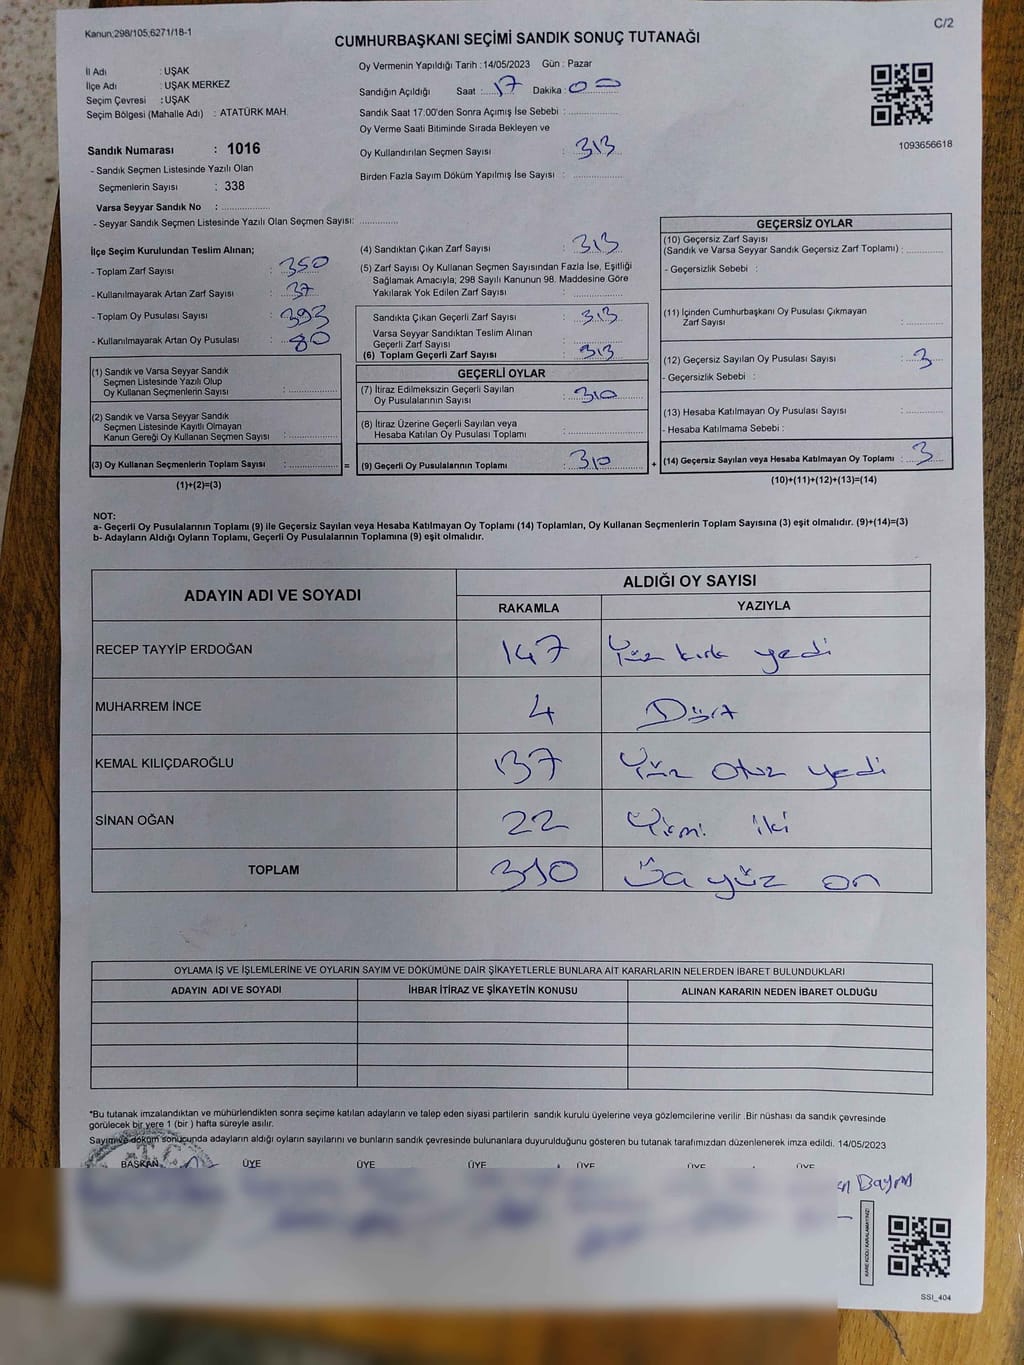 Kanun;298/105,6271/18-1
C/2
CUMHURBAŞKANI SEÇİMİ SANDIK SONUÇ TUTANAĞI
İl Adı : UŞAK
İlçe Adı : UŞAK MERKEZ
Seçim Çevresi : UŞAK
Seçim Bölgesi (Mahalle Adı) : ATATÜRK MAH.
Sandık Numarası : 1016
- Sandık Seçmen Listesinde Yazılı Olan
Seçmenlerin Sayısı : 338
Varsa Seyyar Sandık No : ................
- Seyyar Sandık Seçmen Listesinde Yazılı Olan Seçmen Sayısı: ............
Oy Vermenin Yapıldığı Tarih :14/05/2023 Gün : Pazar
Sandığın Açıldığı Saat : 17 Dakika : 00
Sandık Saat 17:00'den Sonra Açımış İse Sebebi : ................
Oy Verme Saati Bitiminde Sırada Bekleyen ve
Oy Kullandırılan Seçmen Sayısı : 313
Birden Fazla Sayım Döküm Yapılmış İse Sayısı : ................
1093656618
İlçe Seçim Kurulundan Teslim Alınan;
- Toplam Zarf Sayısı : 350
- Kullanılmayarak Artan Zarf Sayısı : 37
- Toplam Oy Pusulası Sayısı : 393
- Kullanılmayarak Artan Oy Pusulası : 80
(1) Sandık ve Varsa Seyyar Sandık
Seçmen Listesinde Yazılı Olup
Oy Kullanan Seçmenlerin Sayısı : ................
(2) Sandık ve Varsa Seyyar Sandık
Seçmen Listesinde Kayıtlı Olmayan
Kanun Gereği Oy Kullanan Seçmen Sayısı : ................
(3) Oy Kullanan Seçmenlerin Toplam Sayısı : ................ =
(1)+(2)=(3)
(4) Sandıktan Çıkan Zarf Sayısı : 313
(5) Zarf Sayısı Oy Kullanan Seçmen Sayısından Fazla İse, Eşitliği
Sağlamak Amacıyla; 298 Sayılı Kanunun 98. Maddesine Göre
Yakılarak Yok Edilen Zarf Sayısı : ................
Sandıkta Çıkan Geçerli Zarf Sayısı : 313
Varsa Seyyar Sandıktan Teslim Alınan
Geçerli Zarf Sayısı : ................
(6) Toplam Geçerli Zarf Sayısı : 313
GEÇERLİ OYLAR
(7) İtiraz Edilmeksizin Geçerli Sayılan
Oy Pusulalarının Sayısı : 310
(8) İtiraz Üzerine Geçerli Sayılan veya
Hesaba Katılan Oy Pusulası Toplamı : ................
(9) Geçerli Oy Pusulalarının Toplamı : 310 +
GEÇERSİZ OYLAR
(10) Geçersiz Zarf Sayısı
(Sandık ve Varsa Seyyar Sandık Geçersiz Zarf Toplamı) : ............
- Geçersizlik Sebebi :
(11) İçinden Cumhurbaşkanı Oy Pusulası Çıkmayan
Zarf Sayısı : ............
(12) Geçersiz Sayılan Oy Pusulası Sayısı : 3
- Geçersizlik Sebebi :
(13) Hesaba Katılmayan Oy Pusulası Sayısı : ............
- Hesaba Katılmama Sebebi :
(14) Geçersiz Sayılan veya Hesaba Katılmayan Oy Toplamı : 3
(10)+(11)+(12)+(13)=(14)
NOT:
a- Geçerli Oy Pusulalarının Toplamı (9) ile Geçersiz Sayılan veya Hesaba Katılmayan Oy Toplamı (14) Toplamları, Oy Kullanan Seçmenlerin Toplam Sayısına (3) eşit olmalıdır. (9)+(14)=(3)
b- Adayların Aldığı Oyların Toplamı, Geçerli Oy Pusulalarının Toplamına (9) eşit olmalıdır.
ADAYIN ADI VE SOYADI ALDIĞI OY SAYISI
RAKAMLA YAZIYLA
RECEP TAYYİP ERDOĞAN 147 Yüz kırk yedi
MUHARREM İNCE 4 Dört
KEMAL KILIÇDAROĞLU 137 Yüz Otuz yedi
SİNAN OĞAN 22 Yirmi iki
TOPLAM 310 Üç yüz on
OYLAMA İŞ VE İŞLEMLERİNE VE OYLARIN SAYIM VE DÖKÜMÜNE DAİR ŞİKAYETLERLE BUNLARA AİT KARARLARIN NELERDEN İBARET BULUNDUKLARI
ADAYIN ADI VE SOYADI İHBAR İTİRAZ VE ŞİKAYETİN KONUSU ALINAN KARARIN NEDEN İBARET OLDUĞU
*Bu tutanak imzalandıktan ve mühürlendikten sonra seçime katılan adayların ve talep eden siyasi partilerin sandık kurulu üyelerine veya gözlemcilerine verilir .Bir nüshası da sandık çevresinde
görülecek bir yere 1 (bir ) hafta süreyle asılır.
Sayım ve döküm sonucunda adayların aldığı oyların sayılarını ve bunların sandık çevresinde bulunanlara duyurulduğunu gösteren bu tutanak tarafımızdan düzenlenerek imza edildi. 14/05/2023
BAŞKAN ÜYE ÜYE ÜYE ÜYE ÜYE ÜYE
KARE KODU KARALAMAYINIZ!
SSI_404